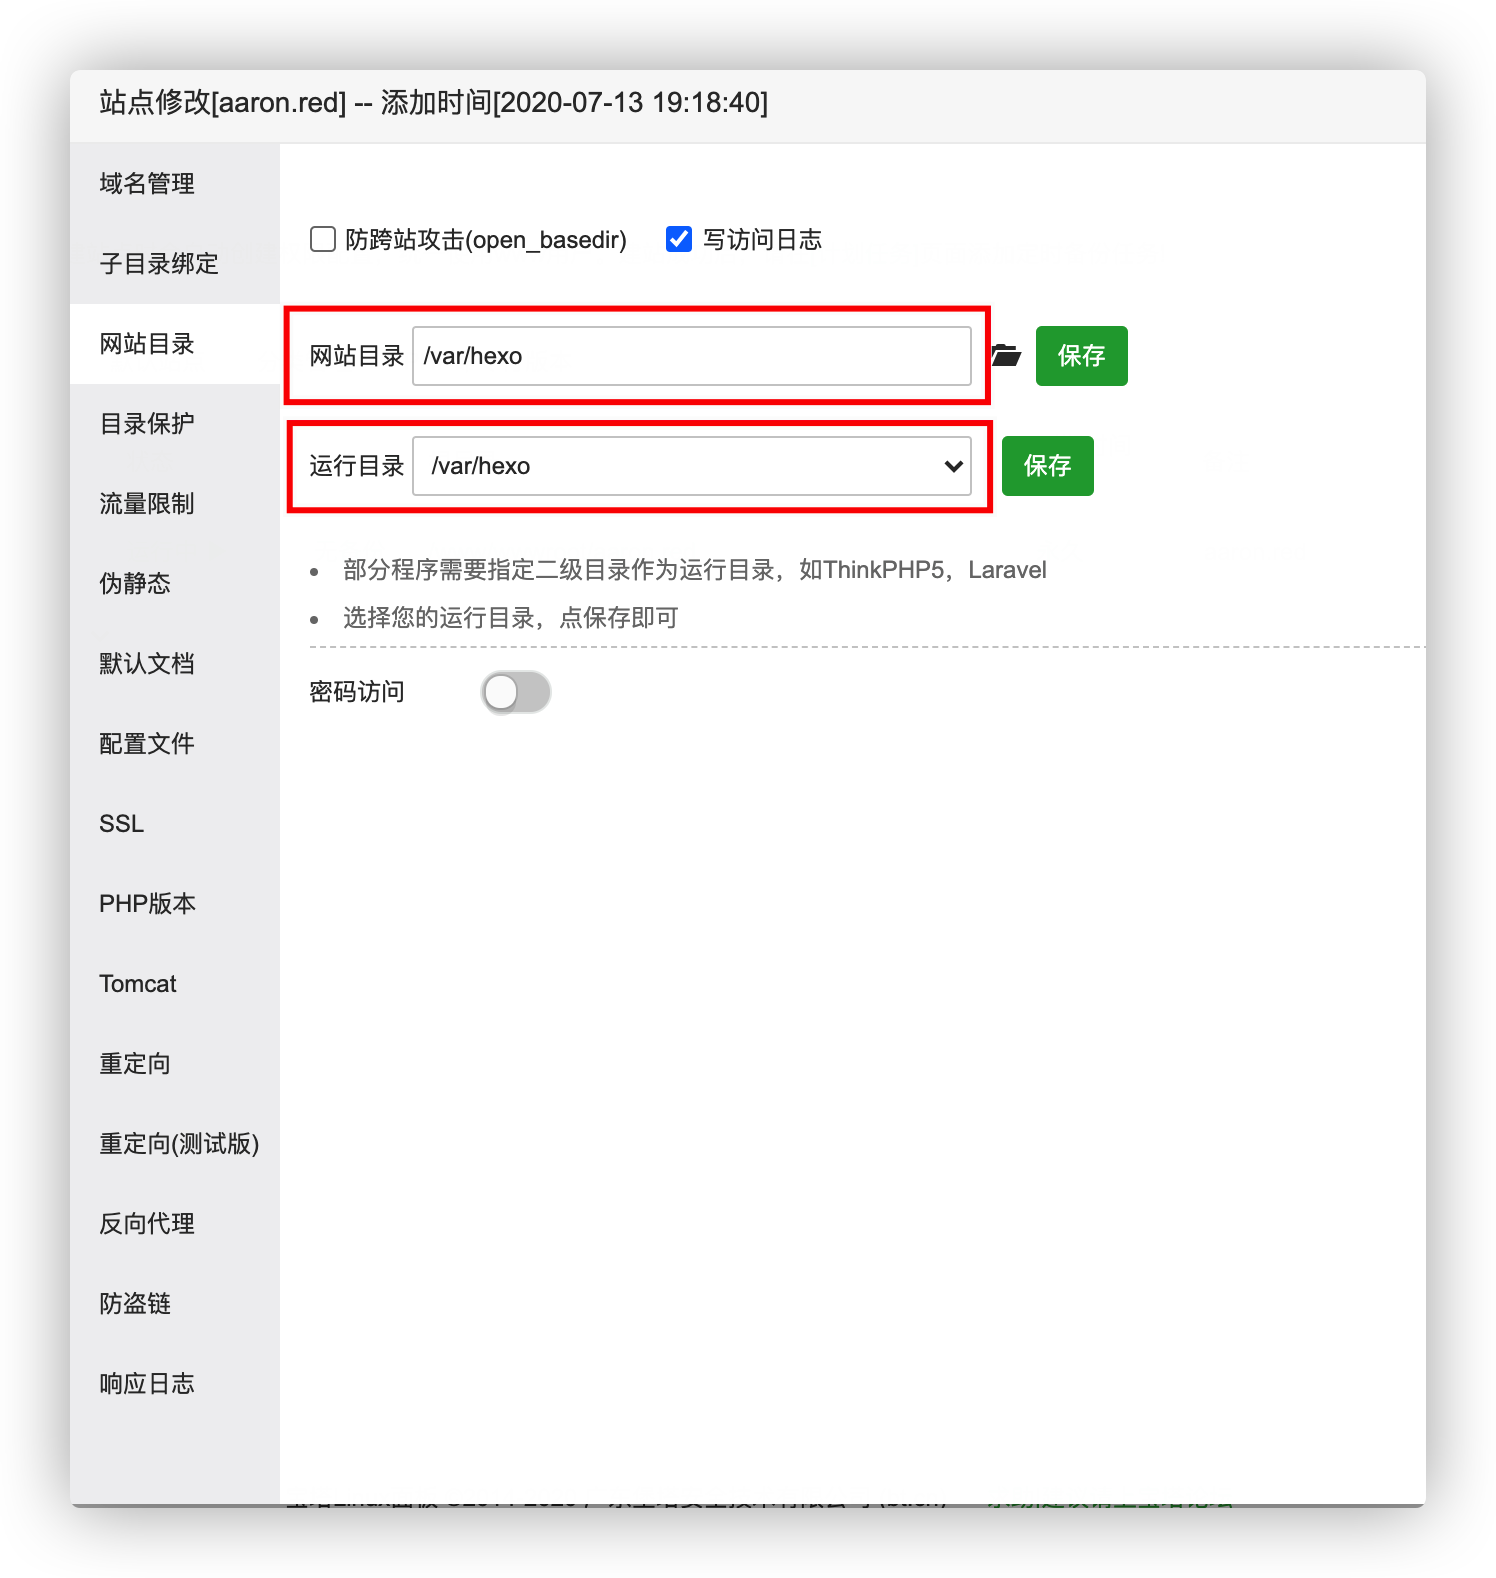 站点修改[aaron.red] -- 添加时间[2020-07-13 19:18:40]
域名管理
子目录绑定
网站目录
目录保护
流量限制
伪静态
默认文档
配置文件
SSL
PHP版本
Tomcat
重定向
重定向(测试版)
反向代理
防盗链
响应日志
防跨站攻击(open_basedir) 写访问日志
网站目录 /var/hexo 保存
运行目录 /var/hexo 保存
部分程序需要指定二级目录作为运行目录，如ThinkPHP5，Laravel
选择您的运行目录，点保存即可
密码访问